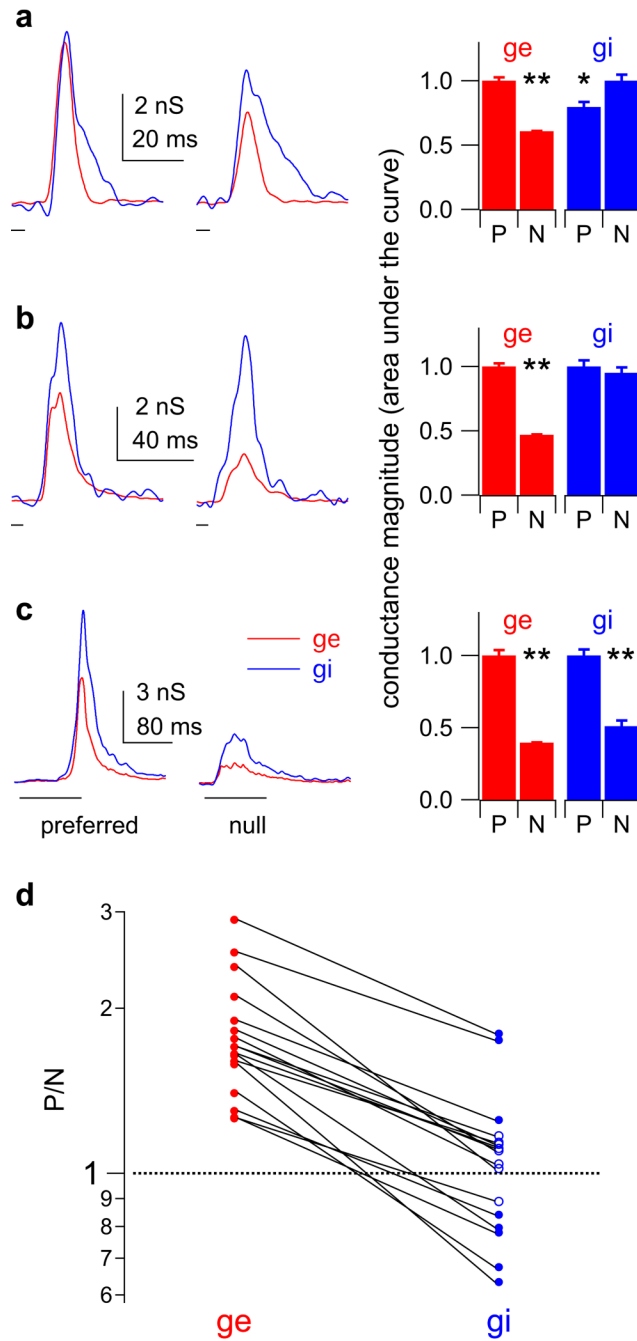 a
2 nS
20 ms
ge
gi
1.0
**
*
0.5
0.0
P
N
P
N
b
2 nS
40 ms
ge
gi
1.0
**
0.5
0.0
P
N
P
N
conductance magnitude (area under the curve)
c
ge
gi
3 nS
80 ms
preferred
null
ge
gi
1.0
**
**
0.5
0.0
P
N
P
N
d
3
2
P/N
1
9
8
7
6
ge
gi